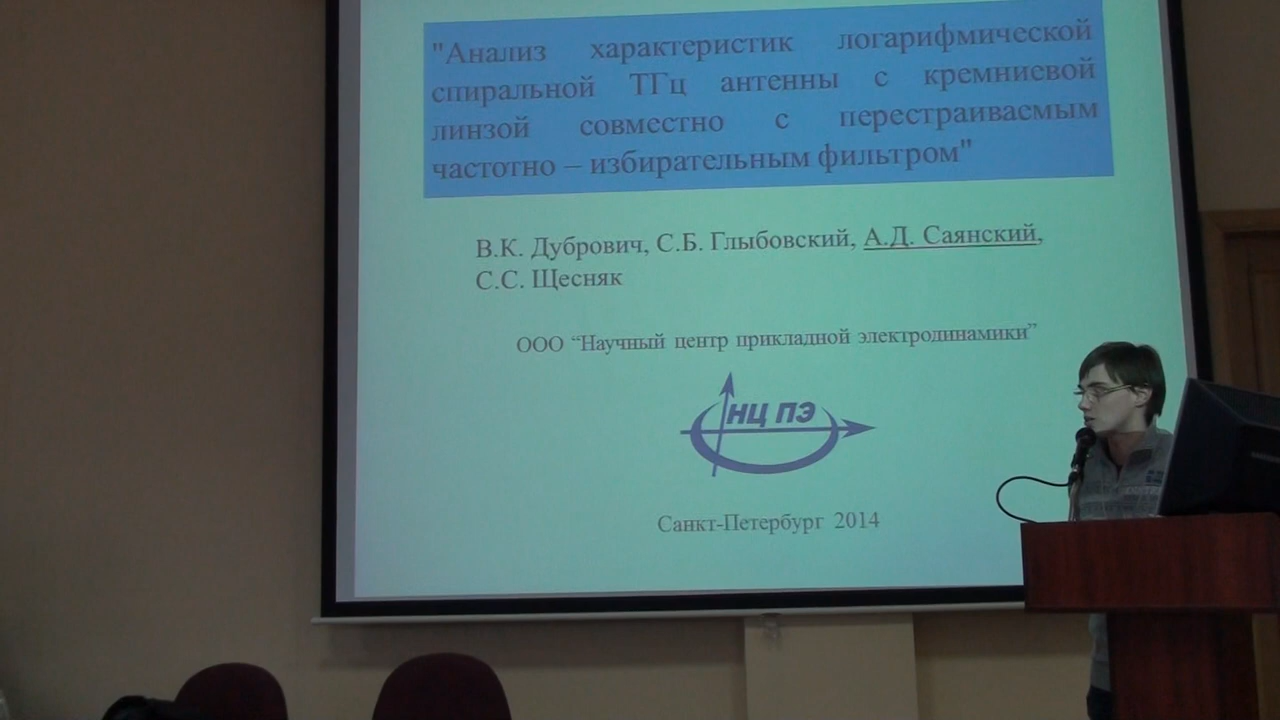 "Анализ характеристик логарифмической
спиральной ТГц антенны с кремниевой
линзой совместно с перестраиваемым
частотно – избирательным фильтром"
В.К. Дубрович, С.Б. Глыбовский, А.Д. Саянский,
С.С. Щесняк
ООО “Научный центр прикладной электродинамики”
НЦ ПЭ
Санкт-Петербург 2014